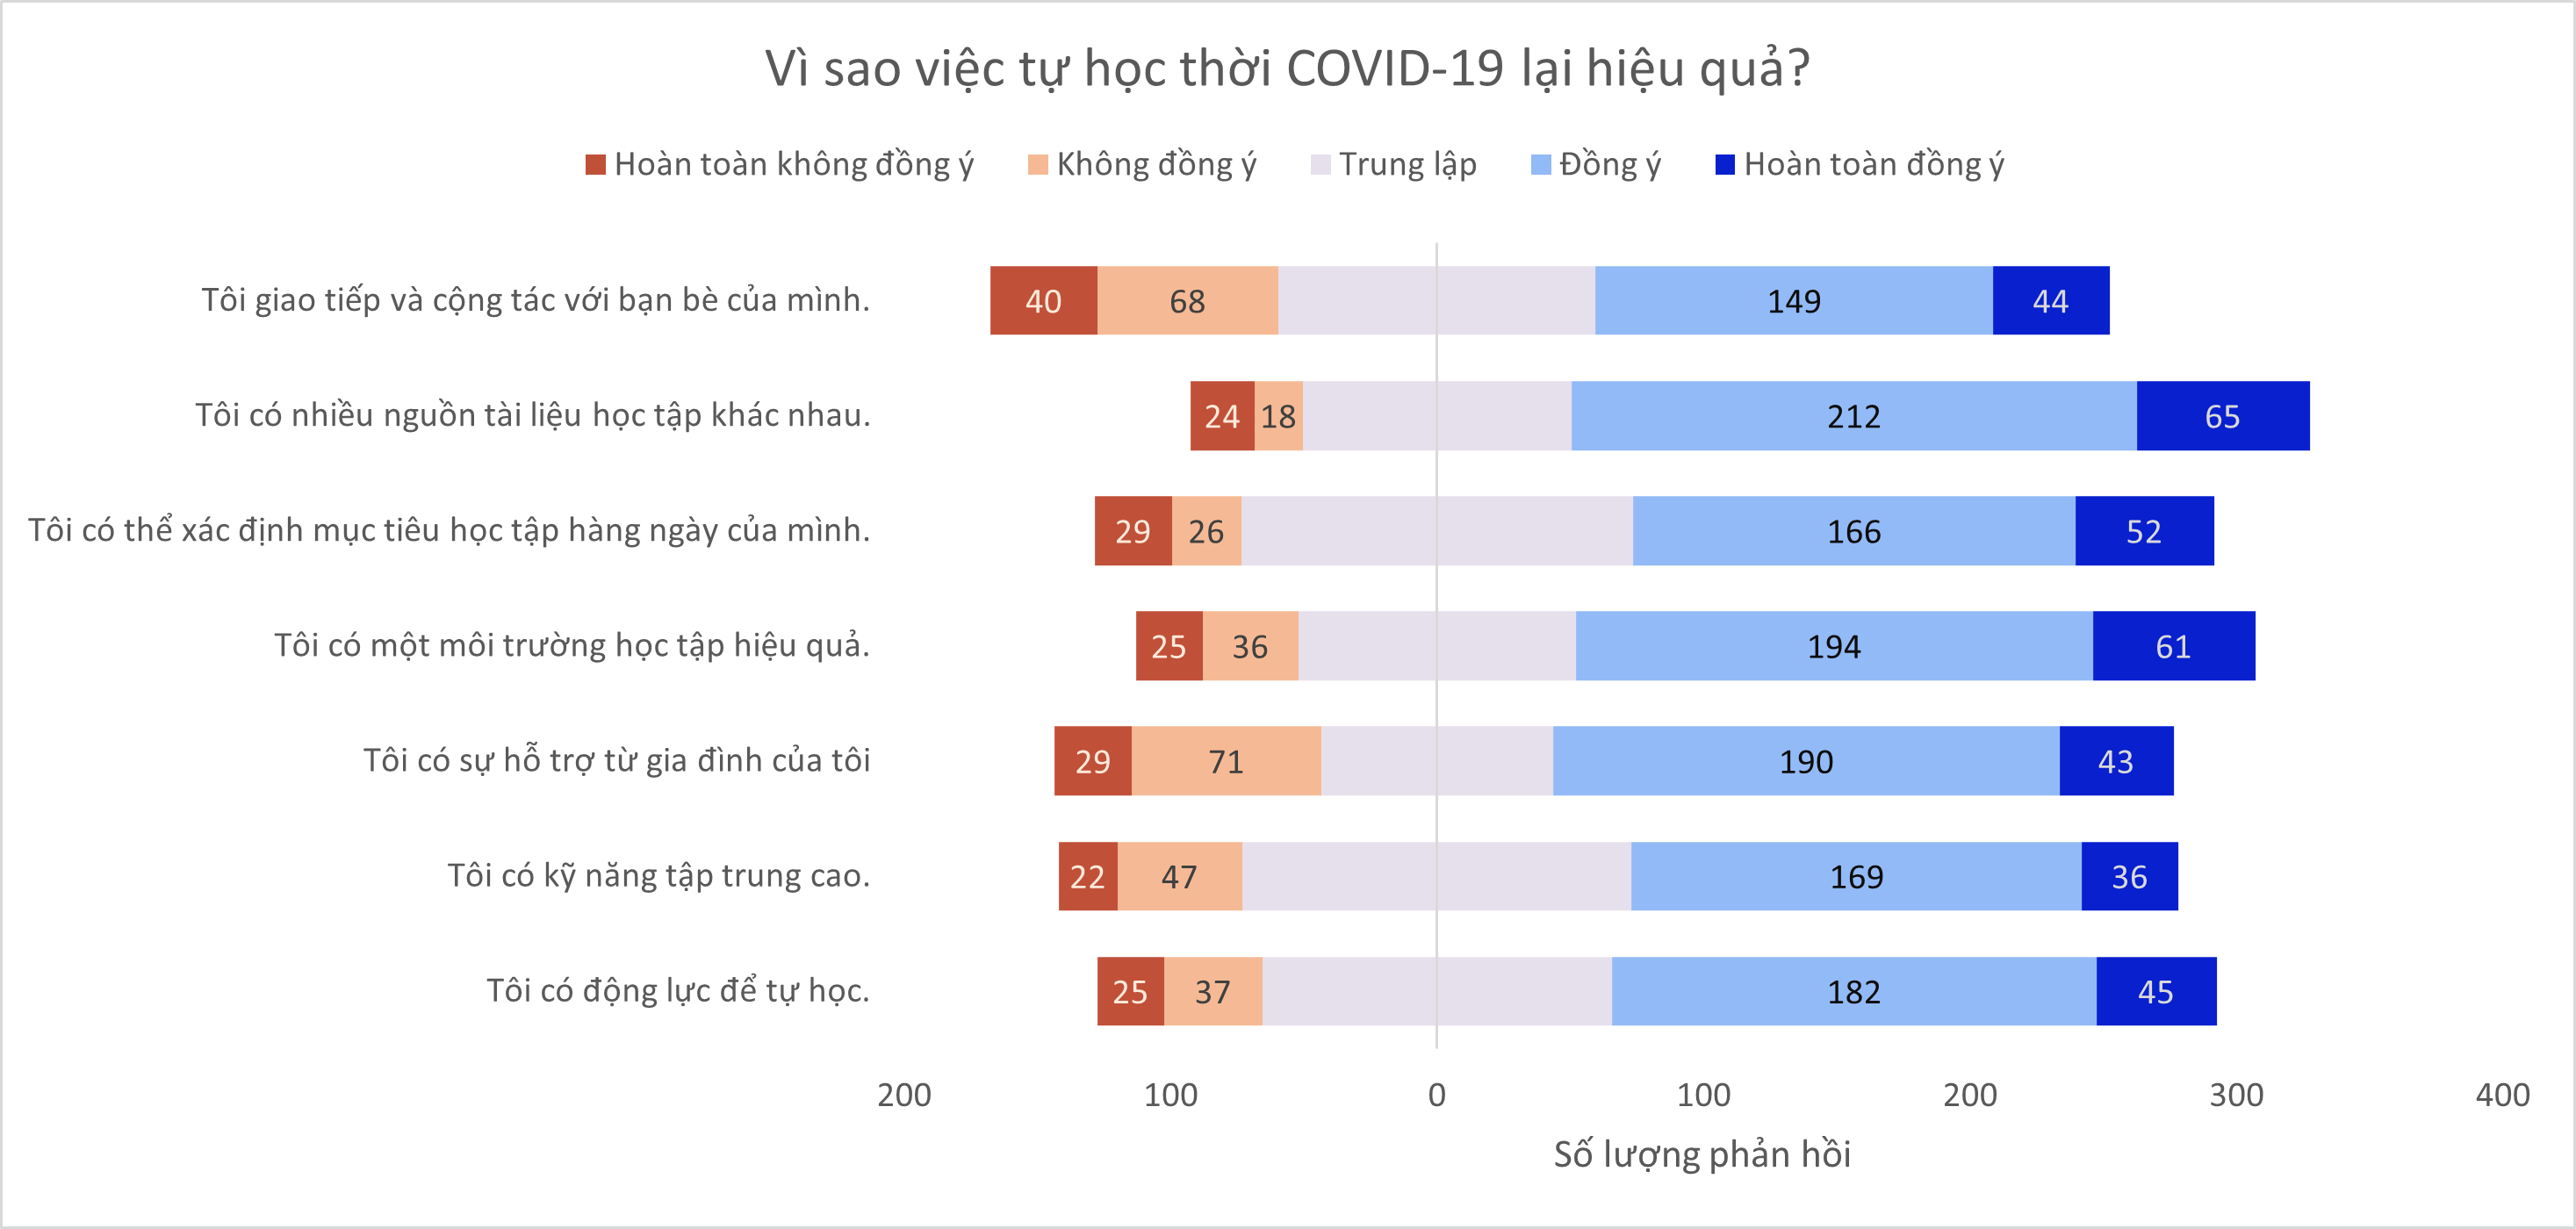 Vì sao việc tự học thời COVID-19 lại hiệu quả?
Hoàn toàn không đồng ý Không đồng ý Trung lập Đồng ý Hoàn toàn đồng ý
Tôi giao tiếp và cộng tác với bạn bè của mình. 40 68 149 44
Tôi có nhiều nguồn tài liệu học tập khác nhau. 24 18 212 65
Tôi có thể xác định mục tiêu học tập hàng ngày của mình. 29 26 166 52
Tôi có một môi trường học tập hiệu quả. 25 36 194 61
Tôi có sự hỗ trợ từ gia đình của tôi 29 71 190 43
Tôi có kỹ năng tập trung cao. 22 47 169 36
Tôi có động lực để tự học. 25 37 182 45
200 100 0 100 200 300 400
Số lượng phản hồi